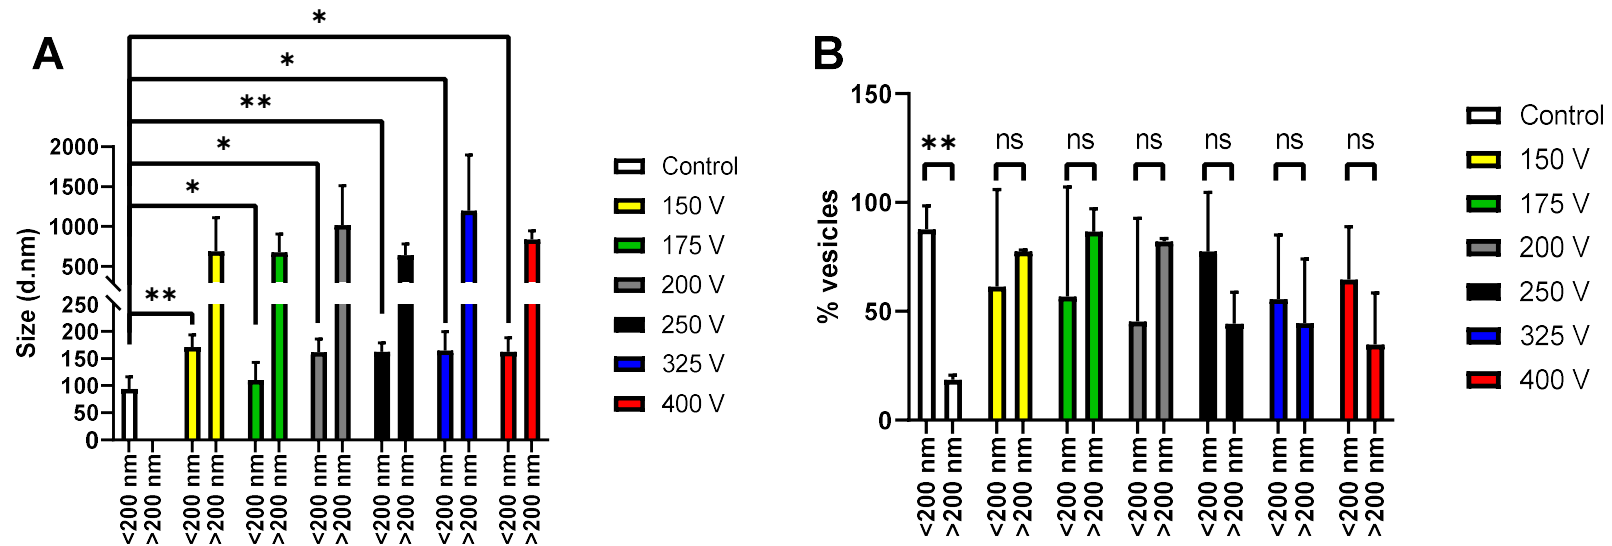 A
*
*
**
*
*
**
Size (d.nm)
2000
1500
1000
500
250
200
150
100
50
0
<200 nm
>200 nm
<200 nm
>200 nm
<200 nm
>200 nm
<200 nm
>200 nm
<200 nm
>200 nm
<200 nm
>200 nm
<200 nm
>200 nm
Control
150 V
175 V
200 V
250 V
325 V
400 V
B
% vesicles
150
100
50
0
** ns ns ns ns ns ns
<200 nm
>200 nm
<200 nm
>200 nm
<200 nm
>200 nm
<200 nm
>200 nm
<200 nm
>200 nm
<200 nm
>200 nm
<200 nm
>200 nm
Control
150 V
175 V
200 V
250 V
325 V
400 V